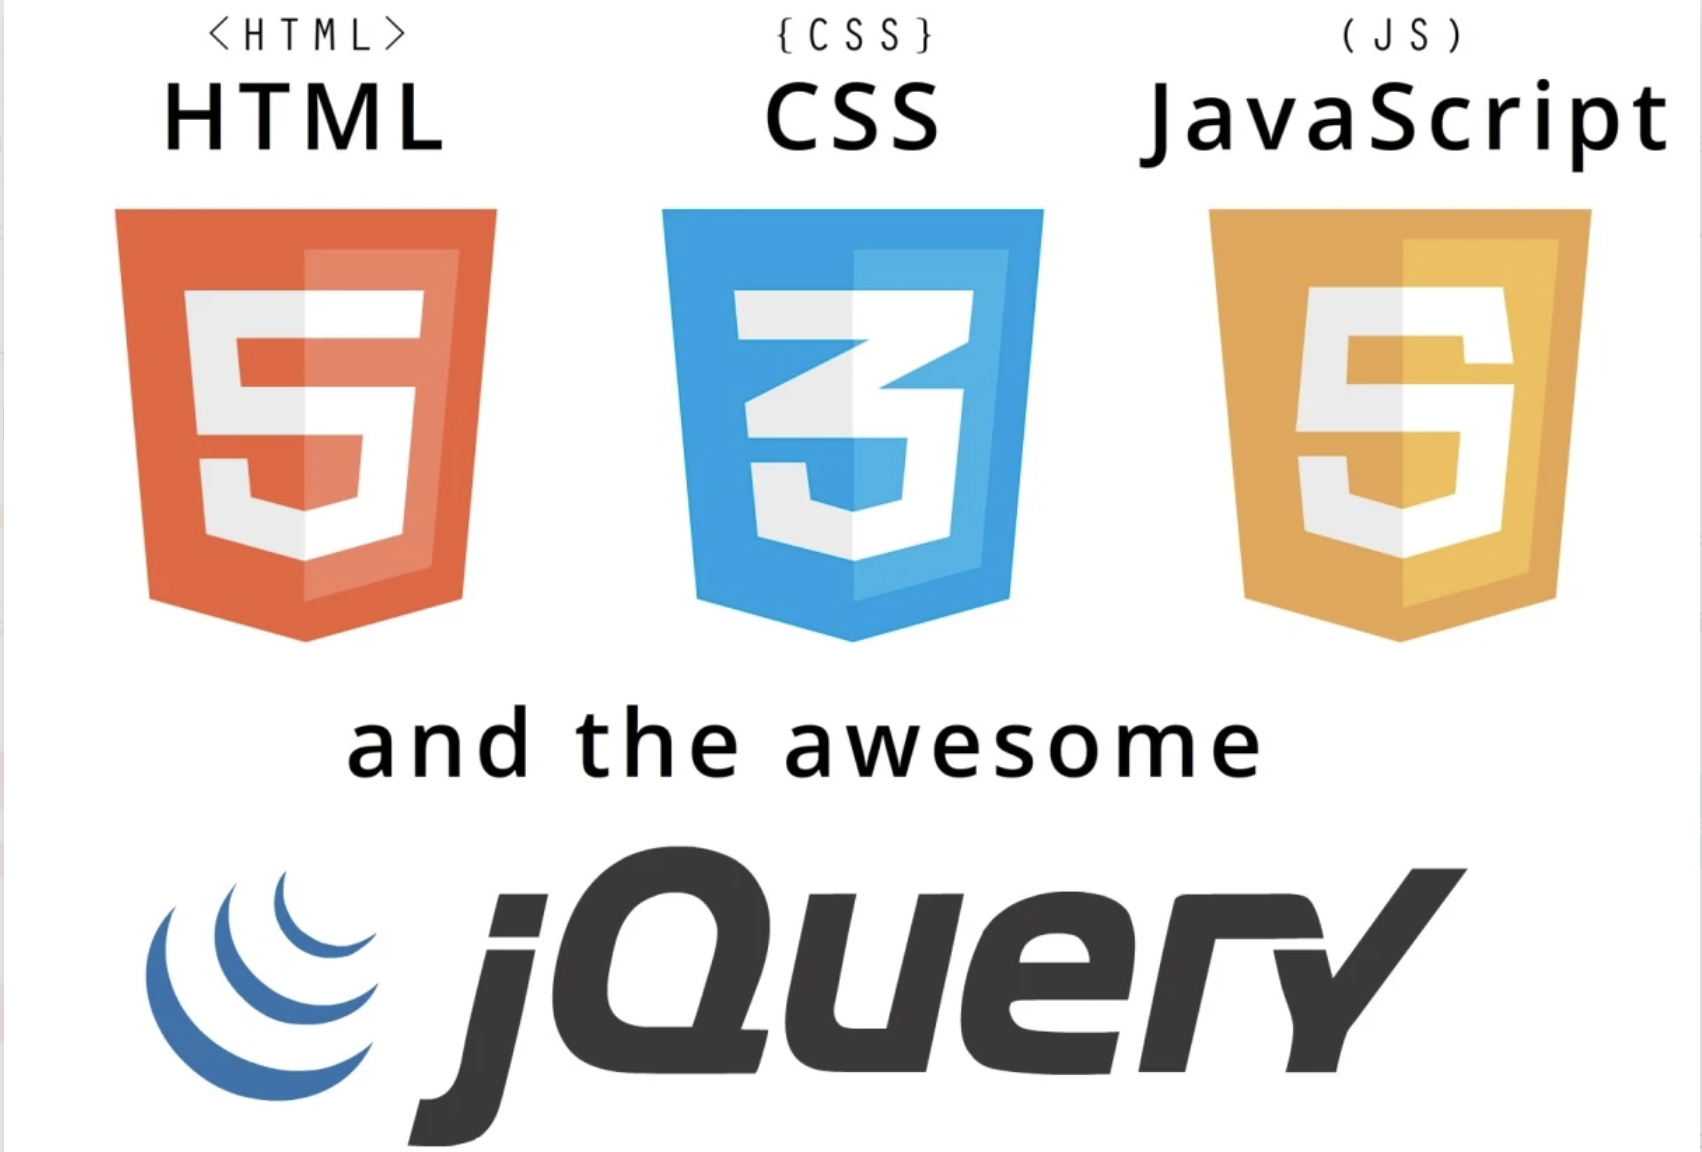 <HTML> {CSS} (JS)
HTML CSS JavaScript
5 3 5
and the awesome
jQuery